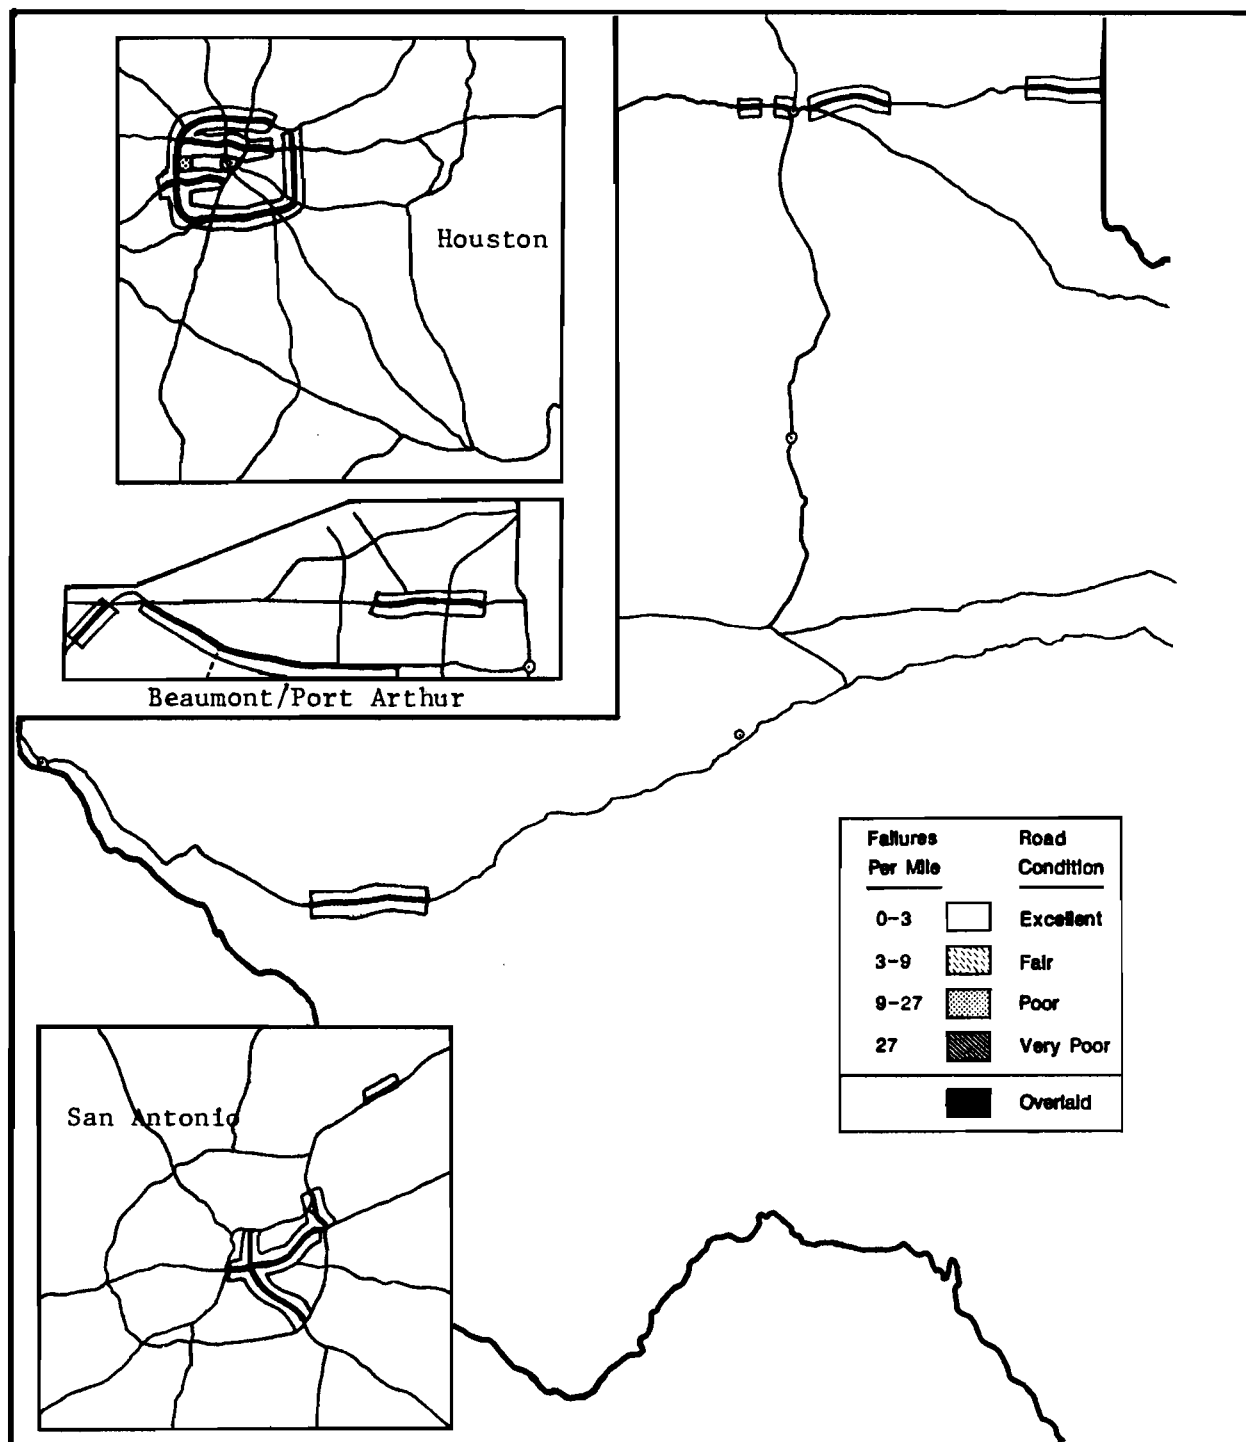 Houston
Beaumont/Port Arthur
Failures Road
Per Mile Condition
0-3 Excellent
3-9 Fair
9-27 Poor
27 Very Poor
Overlaid
San Antonio